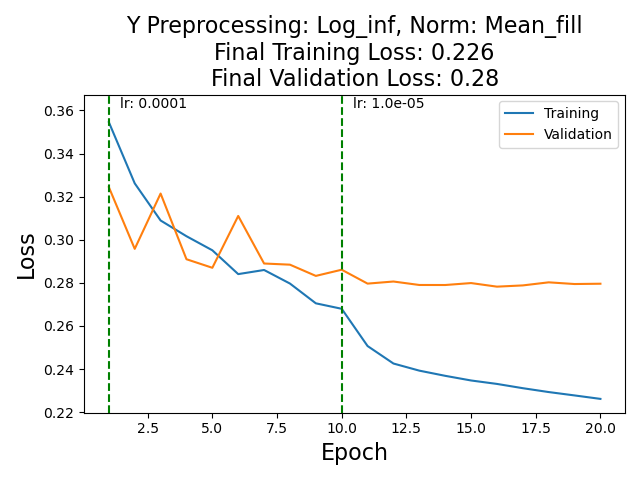 Y Preprocessing: Log_inf, Norm: Mean_fill
Final Training Loss: 0.226
Final Validation Loss: 0.28
lr: 0.0001
lr: 1.0e-05
Training
Validation
0.36
0.34
0.32
0.30
0.28
0.26
0.24
0.22
Loss
2.5 5.0 7.5 10.0 12.5 15.0 17.5 20.0
Epoch